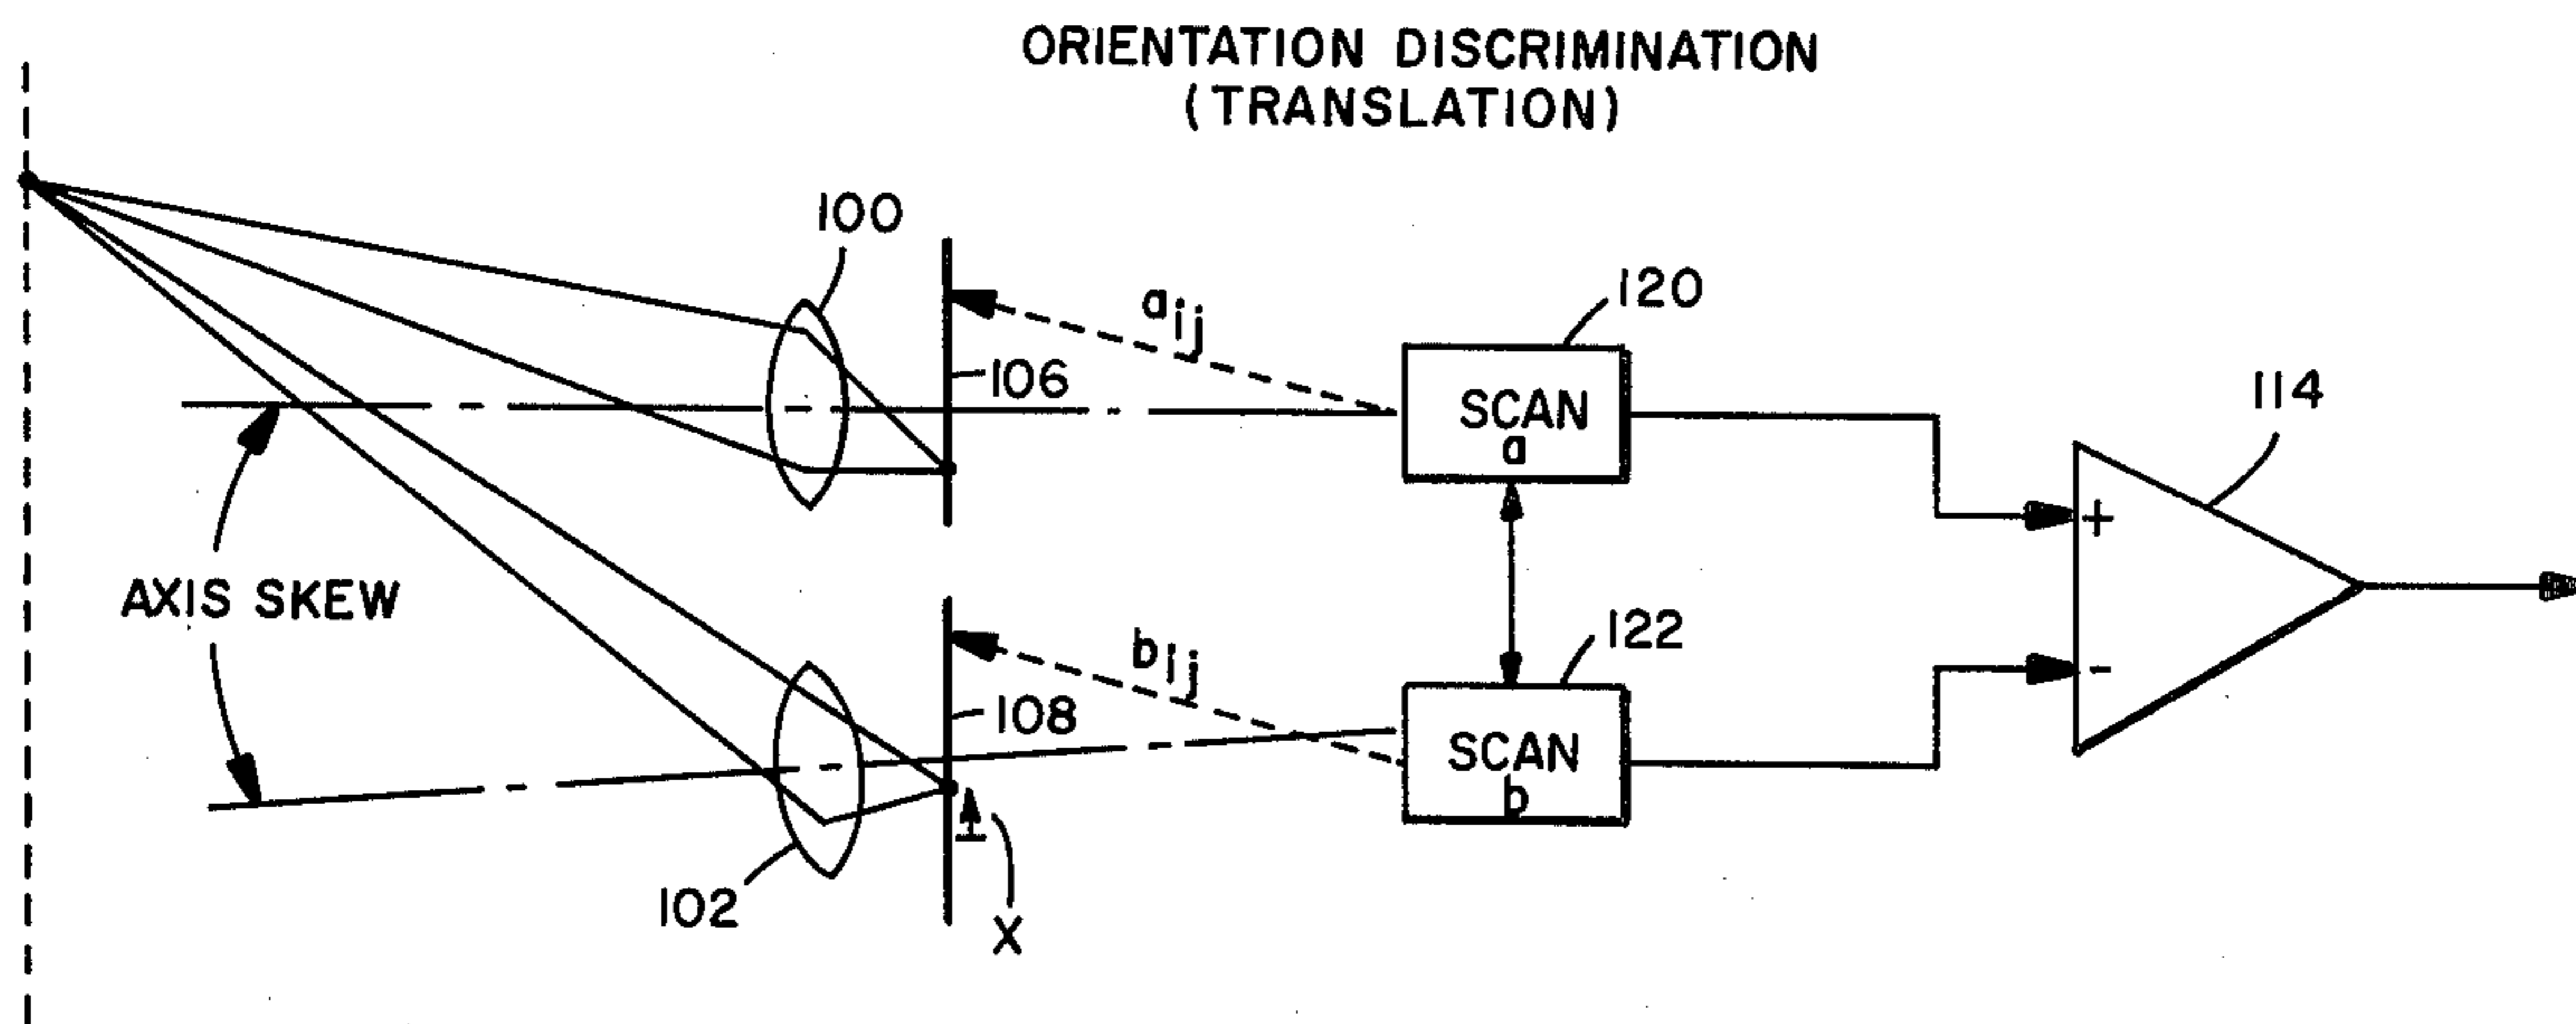 ORIENTATION DISCRIMINATION
(TRANSLATION)
100
120
aij
106
114
SCAN
a
+
AXIS SKEW
122
bij
-
108
SCAN
b
102
X